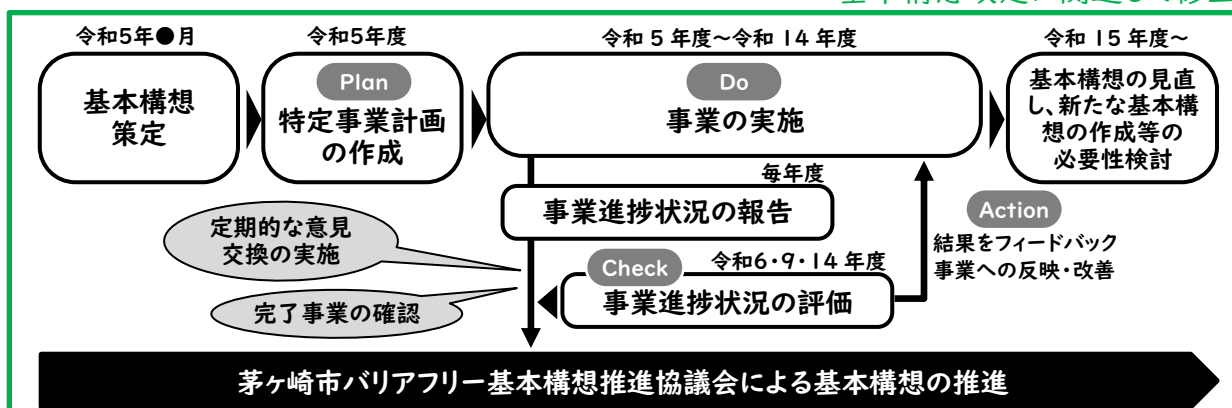 令和5年●月
基本構想
策定
令和5年度
Plan
特定事業計画
の作成
令和5年度～令和14年度
Do
事業の実施
令和15年度～
基本構想の見直
し、新たな基本構
想の作成等の
必要性検討
毎年度
事業進捗状況の報告
定期的な意見
交換の実施
完了事業の確認
Check
令和6・9・14年度
事業進捗状況の評価
Action
結果をフィードバック
事業への反映・改善
茅ヶ崎市バリアフリー基本構想推進協議会による基本構想の推進